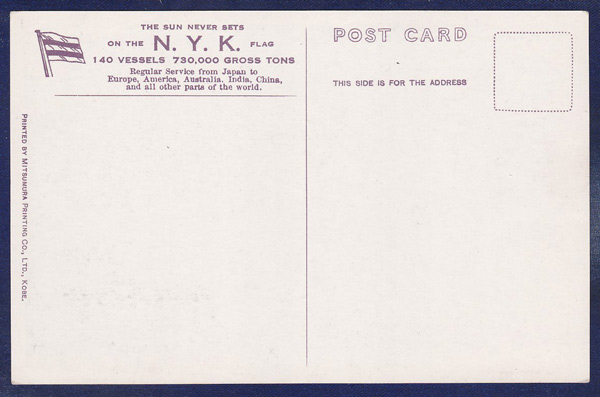 THE SUN NEVER SETS
ON THE N. Y. K. FLAG
140 VESSELS 730,000 GROSS TONS
Regular Service from Japan to
Europe, America, Australia. India, China,
and all other parts of the world.
POST CARD
THIS SIDE IS FOR THE ADDRESS
PRINTED BY MITSUMURA PRINTING CO., LTD., KOBE.